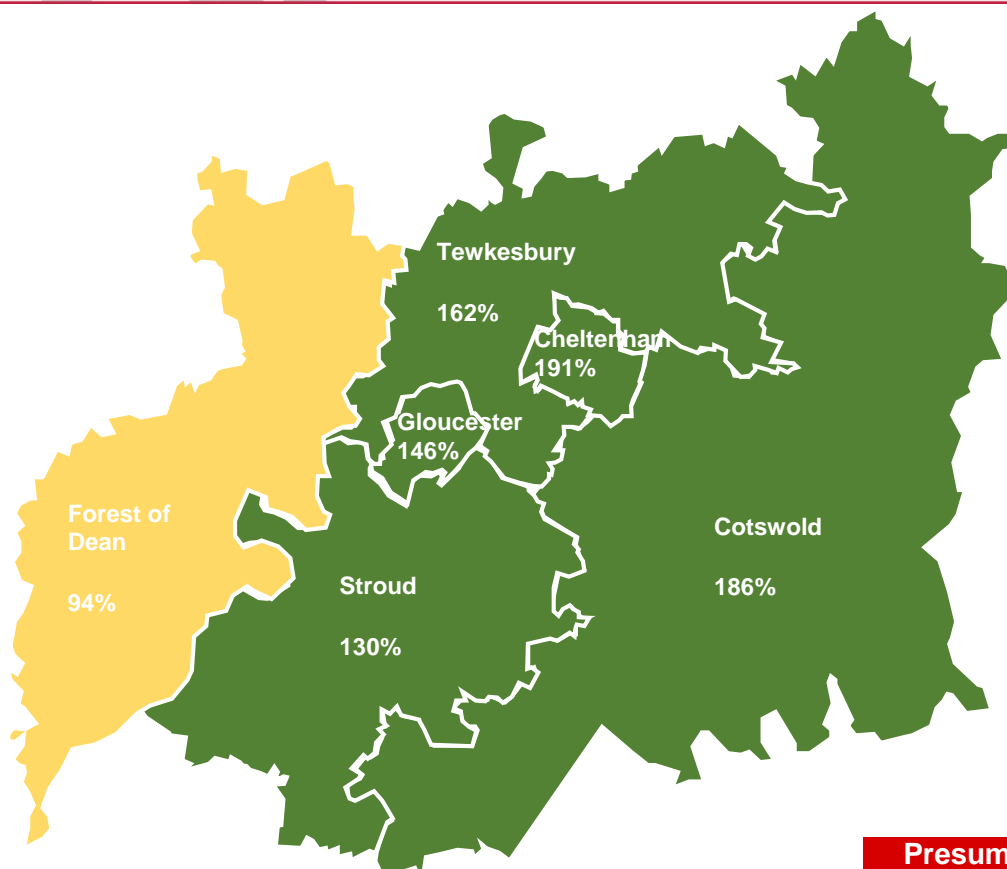 Tewkesbury
162%
Cheltenham
191%
Gloucester
146%
Forest of
Dean
94%
Cotswold
186%
Stroud
130%
Presum